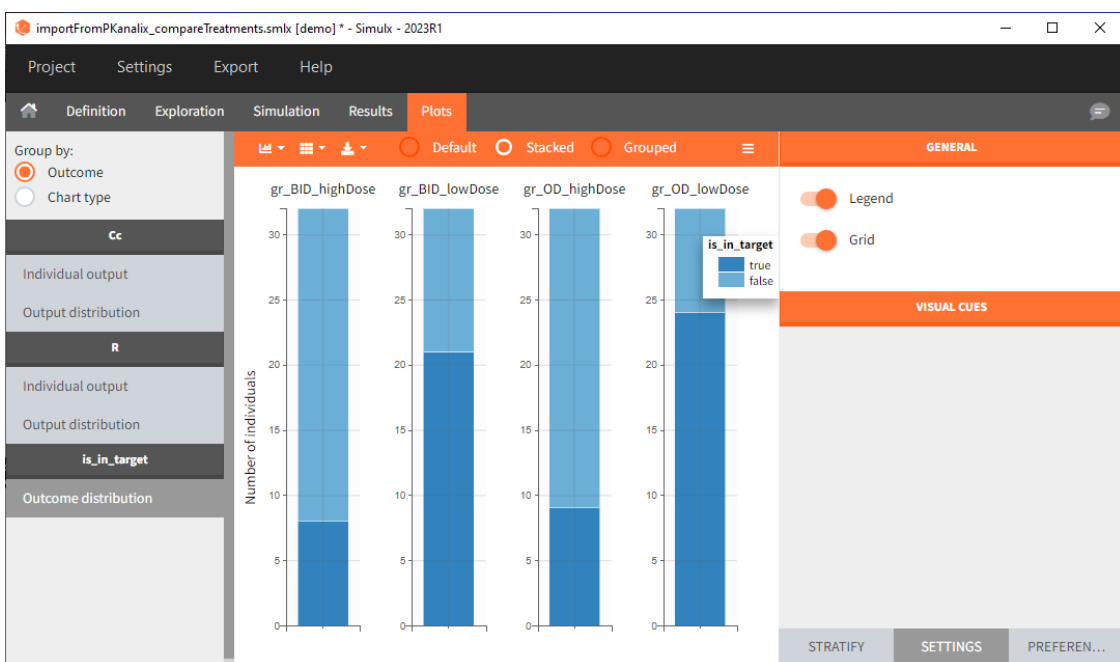 importFromPKanalix_compareTreatments.smlx [demo] * - Simulx - 2023R1
Project Settings Export Help
Definition Exploration Simulation Results Plots
Group by:
Outcome
Chart type
Cc
Individual output
Output distribution
R
Individual output
Output distribution
is_in_target
Outcome distribution
Default Stacked Grouped
gr_BID_highDose gr_BID_lowDose gr_OD_highDose gr_OD_lowDose
Number of individuals
30 30 30 30
25 25 25 25
20 20 20 20
15 15 15 15
10 10 10 10
5 5 5 5
0 0 0 0
is_in_target
true
false
GENERAL
Legend
Grid
VISUAL CUES
STRATIFY SETTINGS PREFEREN...